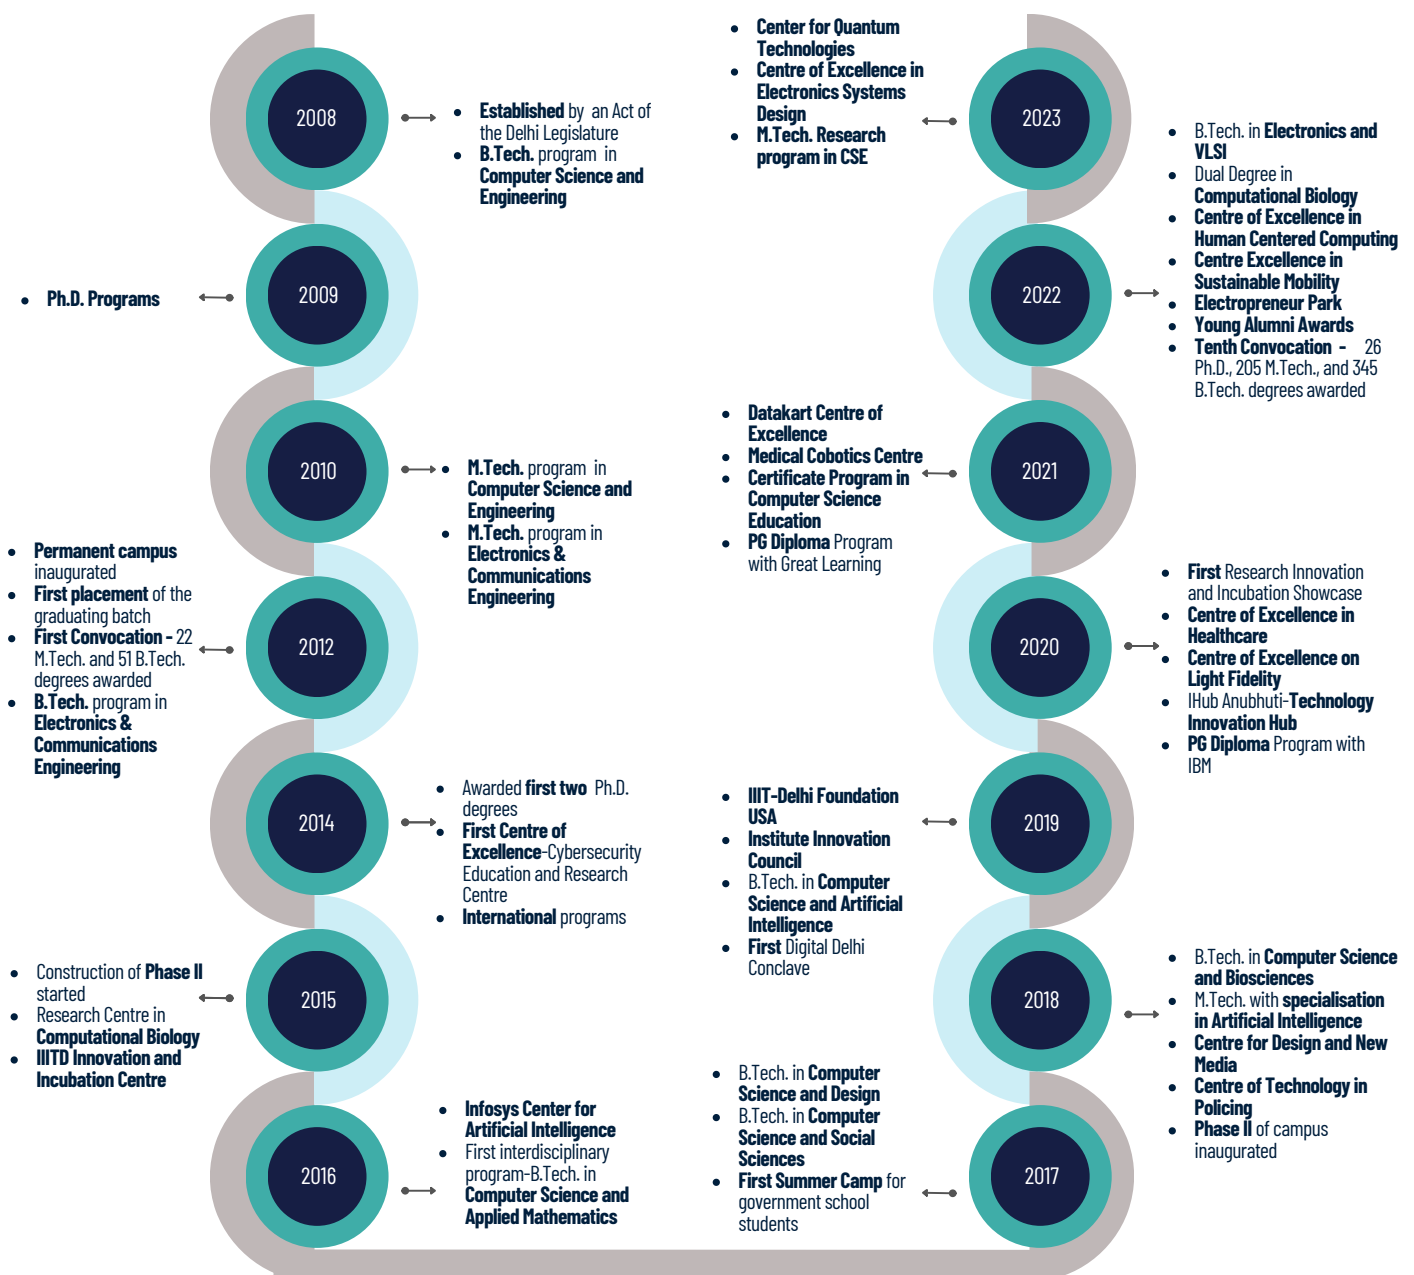 2008
Established by an Act of
the Delhi Legislature
B.Tech. program in
Computer Science and
Engineering
2009
Ph.D. Programs
2010
M.Tech. program in
Computer Science and
Engineering
M.Tech. program in
Electronics &
Communications
Engineering
2012
Permanent campus
inaugurated
First placement of the
graduating batch
First Convocation - 22
M.Tech. and 51 B.Tech.
degrees awarded
B.Tech. program in
Electronics &
Communications
Engineering
2014
Awarded first two Ph.D.
degrees
First Centre of
Excellence-Cybersecurity
Education and Research
Centre
International programs
2015
Construction of Phase II
started
Research Centre in
Computational Biology
IIITD Innovation and
Incubation Centre
2016
Infosys Center for
Artificial Intelligence
First interdisciplinary
program-B.Tech. in
Computer Science and
Applied Mathematics
2017
B.Tech. in Computer
Science and Design
B.Tech. in Computer
Science and Social
Sciences
First Summer Camp for
government school
students
2018
B.Tech. in Computer Science
and Biosciences
M.Tech. with specialisation
in Artificial Intelligence
Centre for Design and New
Media
Centre of Technology in
Policing
Phase II of campus
inaugurated
2019
IIIT-Delhi Foundation
USA
Institute Innovation
Council
B.Tech. in Computer
Science and Artificial
Intelligence
First Digital Delhi
Conclave
2020
First Research Innovation
and Incubation Showcase
Centre of Excellence in
Healthcare
Centre of Excellence on
Light Fidelity
IHub Anubhuti-Technology
Innovation Hub
PG Diploma Program with
IBM
2021
Datakart Centre of
Excellence
Medical Cobotics Centre
Certificate Program in
Computer Science
Education
PG Diploma Program
with Great Learning
2022
B.Tech. in Electronics and
VLSI
Dual Degree in
Computational Biology
Centre of Excellence in
Human Centered Computing
Centre Excellence in
Sustainable Mobility
Electropreneur Park
Young Alumni Awards
Tenth Convocation - 26
Ph.D., 205 M.Tech., and 345
B.Tech. degrees awarded
2023
Center for Quantum
Technologies
Centre of Excellence in
Electronics Systems
Design
M.Tech. Research
program in CSE